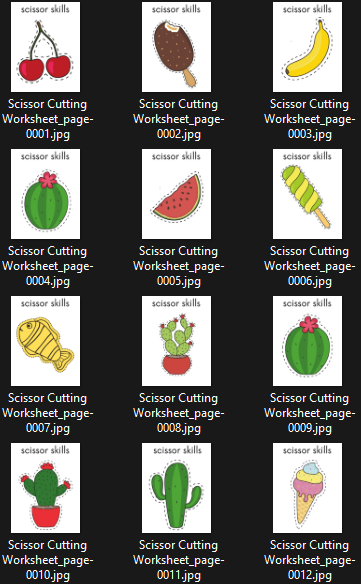 scissor skills
scissor skills
scissor skills
Scissor Cutting
Worksheet_page-
0001.jpg
Scissor Cutting
Worksheet_page-
0002.jpg
Scissor Cutting
Worksheet_page-
0003.jpg
scissor skills
scissor skills
scissor skills
Scissor Cutting
Worksheet_page-
0004.jpg
Scissor Cutting
Worksheet_page-
0005.jpg
Scissor Cutting
Worksheet_page-
0006.jpg
scissor skills
scissor skills
scissor skills
Scissor Cutting
Worksheet_page-
0007.jpg
Scissor Cutting
Worksheet_page-
0008.jpg
Scissor Cutting
Worksheet_page-
0009.jpg
scissor skills
scissor skills
scissor skills
Scissor Cutting
Worksheet_page-
0010.jpg
Scissor Cutting
Worksheet_page-
0011.jpg
Scissor Cutting
Worksheet_page-
0012.jpg